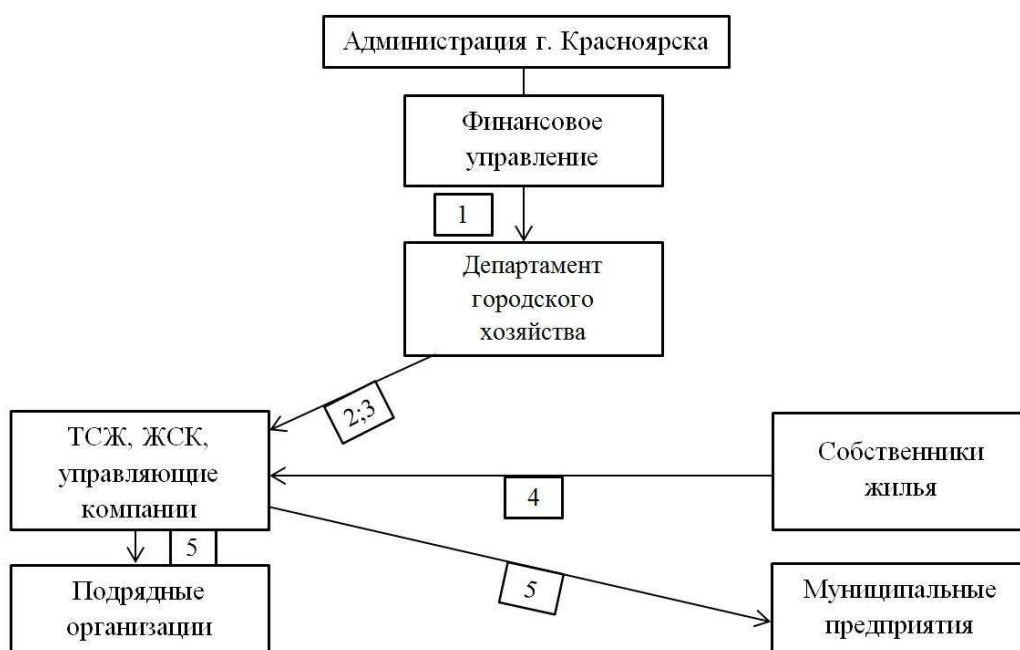 Администрация г. Красноярска
Финансовое
управление
1
Департамент
городского
хозяйства
2;3
ТСЖ, ЖСК,
управляющие
компании
4
Собственники
жилья
5
Подрядные
организации
5
Муниципальные
предприятия